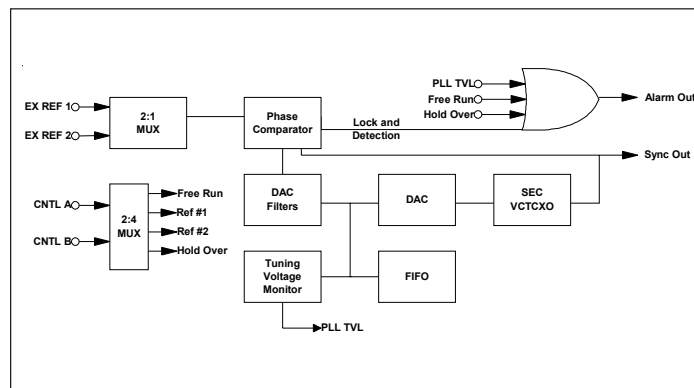 PLL TVL
Free Run
Hold Over
Alarm Out
EX REF 1
EX REF 2
2:1
MUX
Phase
Comparator
Lock and
Detection
Sync Out
CNTL A
CNTL B
2:4
MUX
Free Run
Ref #1
Ref #2
Hold Over
DAC
Filters
DAC
SEC
VCTCXO
Tuning
Voltage
Monitor
FIFO
PLL TVL